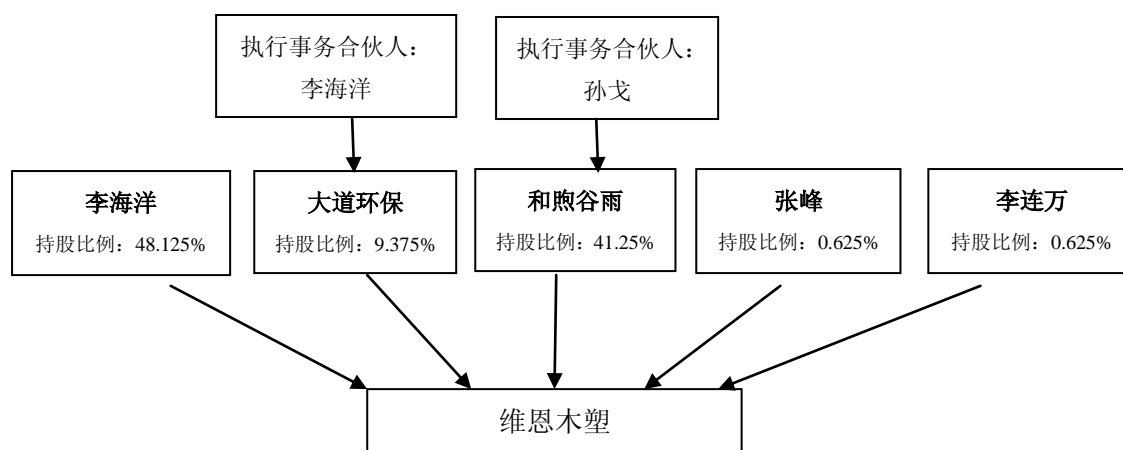 执行事务合伙人：
李海洋
执行事务合伙人：
孙戈
李海洋
持股比例：48.125%
大道环保
持股比例：9.375%
和煦谷雨
持股比例：41.25%
张峰
持股比例：0.625%
李连万
持股比例：0.625%
维恩木塑